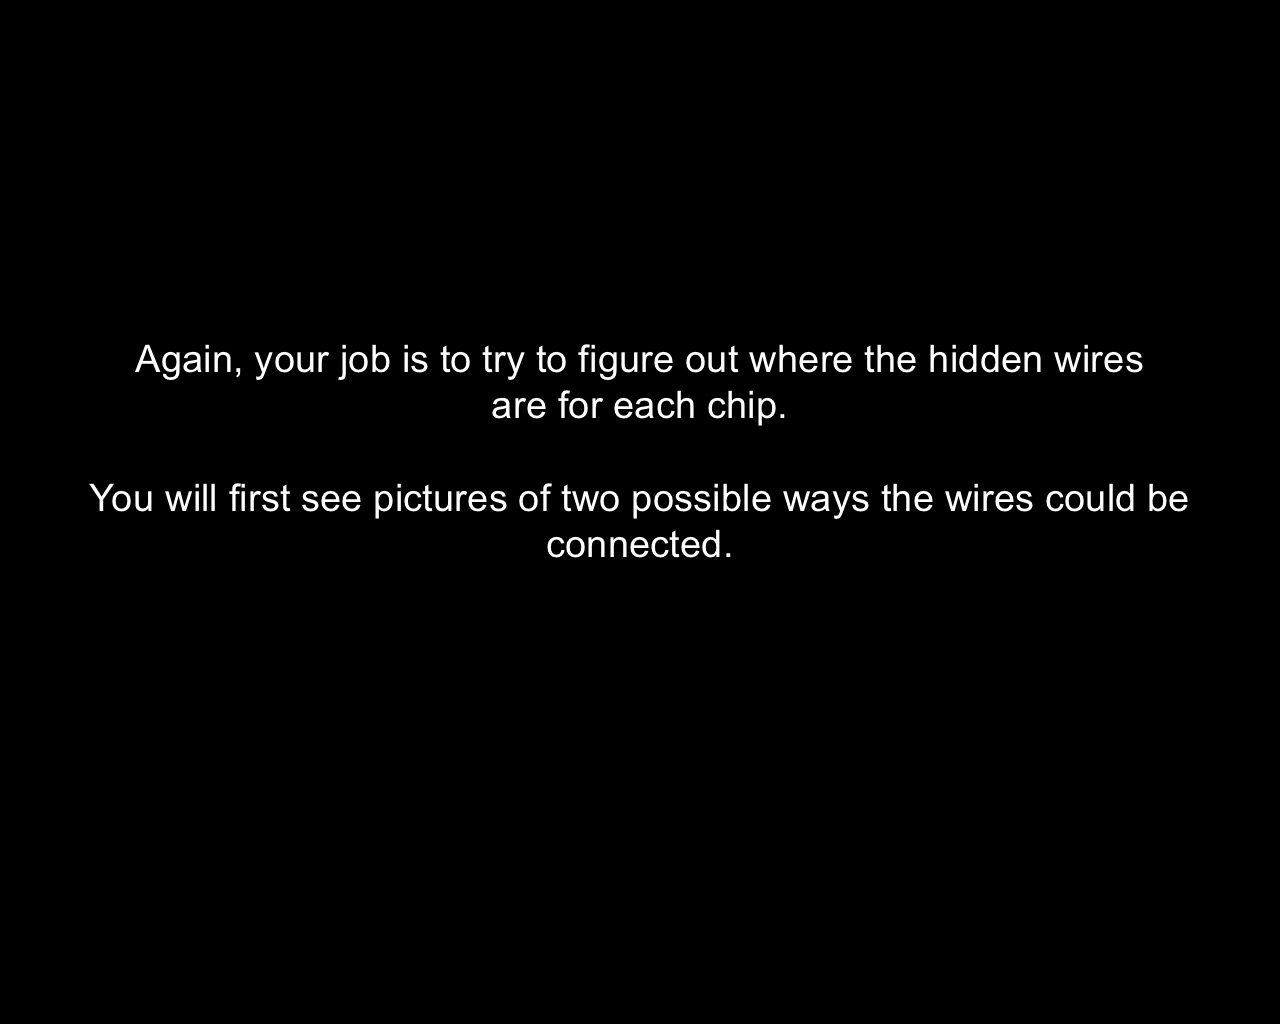 Again, your job is to try to figure out where the hidden wires
are for each chip.
You will first see pictures of two possible ways the wires could be
connected.